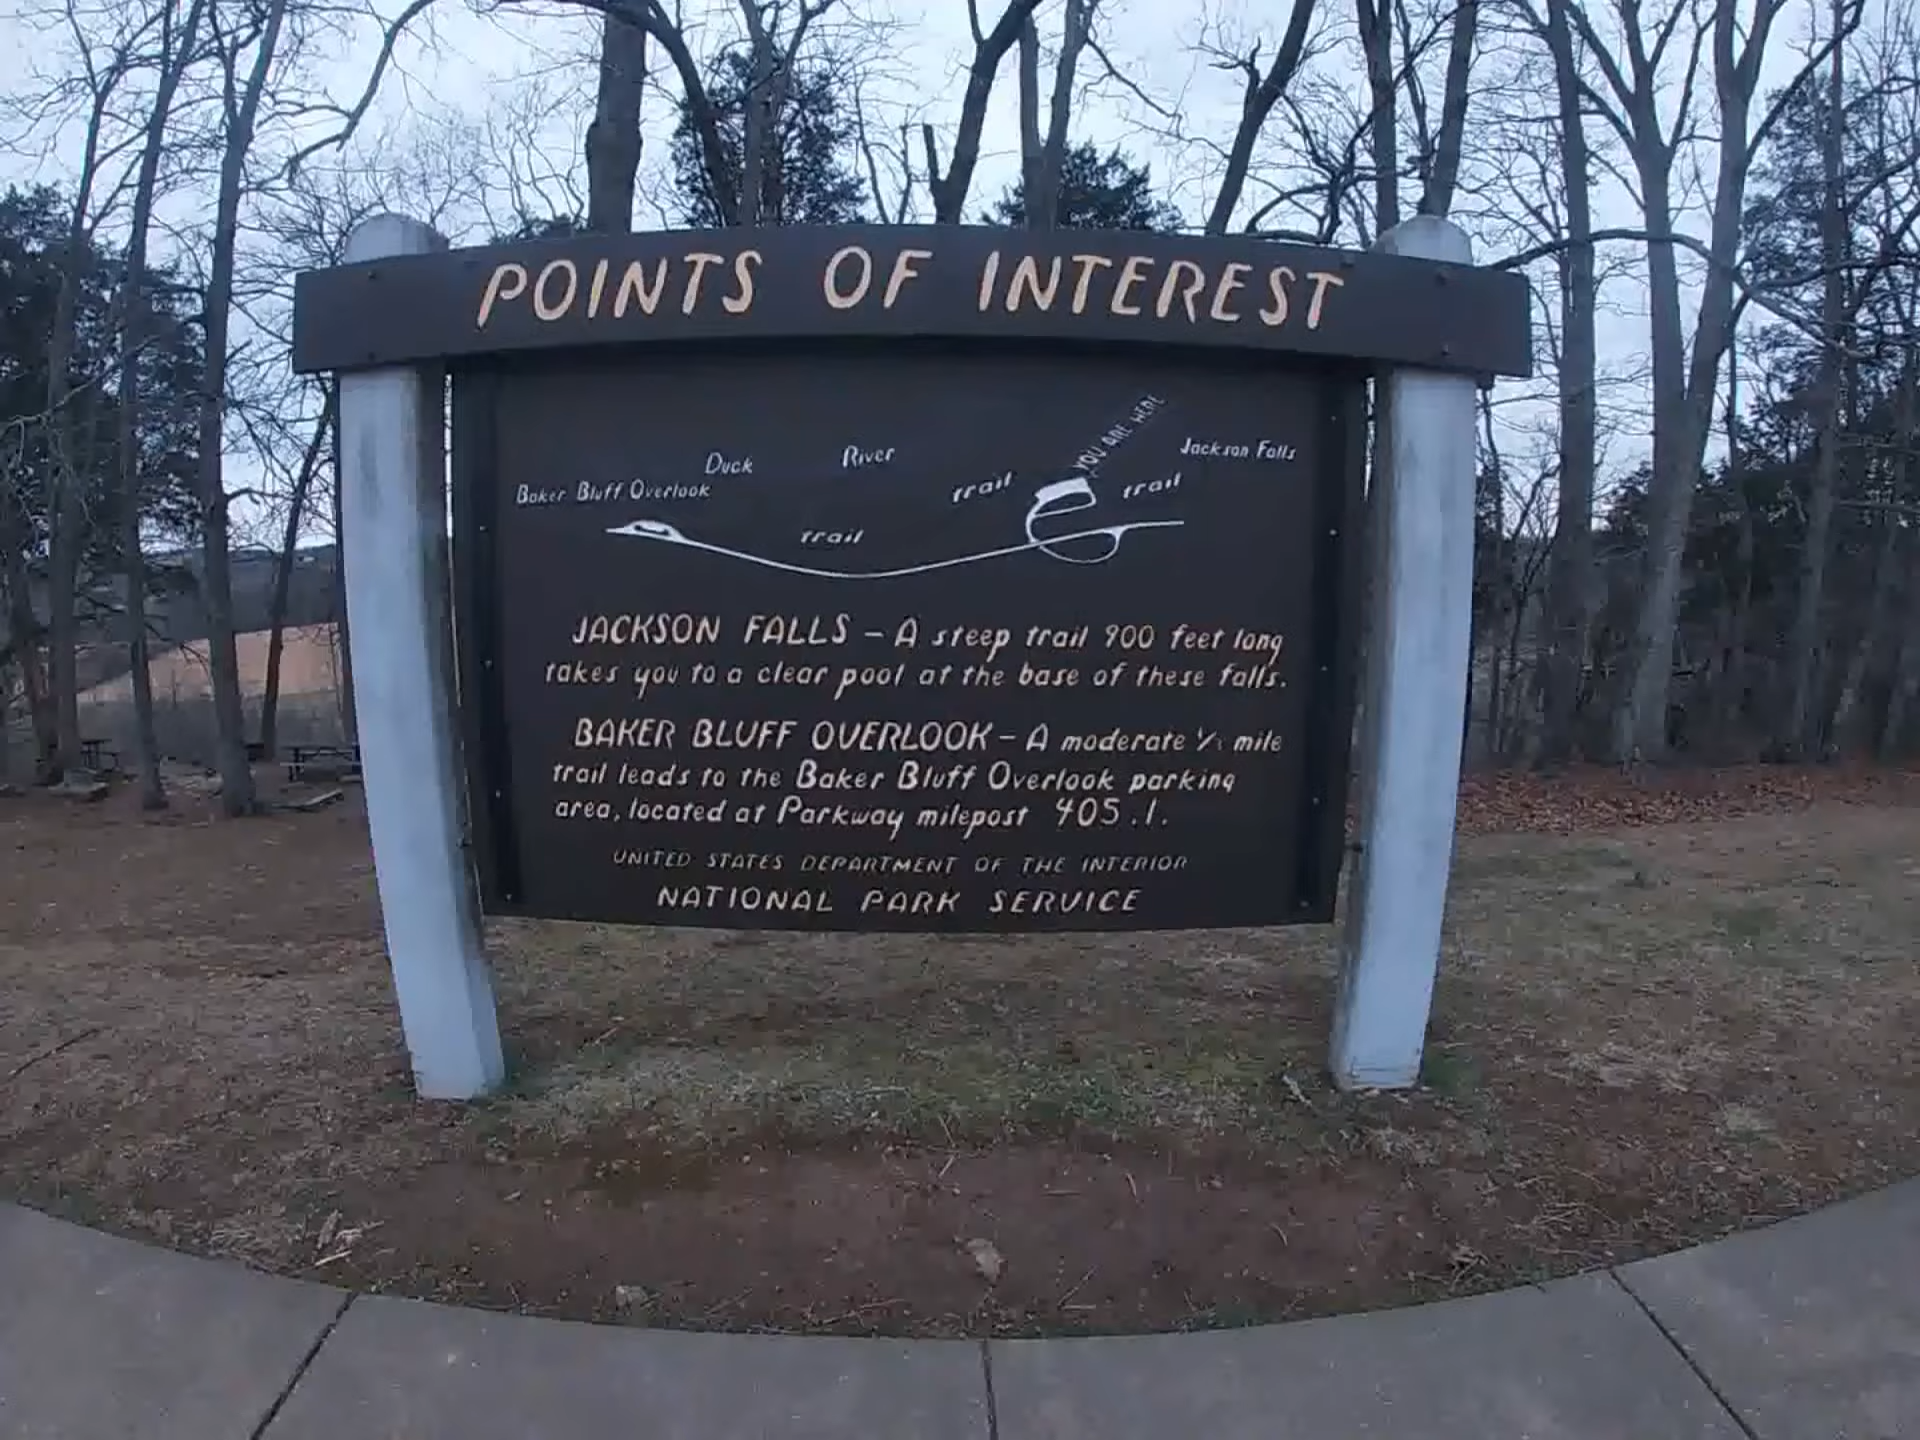 POINTS OF INTEREST
YOU ARE HERE
Jackson Falls
Duck River
Baker Bluff Overlook
trail
trail
trail
JACKSON FALLS – A steep trail 900 feet long
takes you to a clear pool at the base of these falls.
BAKER BLUFF OVERLOOK – A moderate mile
trail leads to the Baker Bluff Overlook parking
area, located at Parkway milepost 405.1.
UNITED STATES DEPARTMENT OF THE INTERIOR
NATIONAL PARK SERVICE